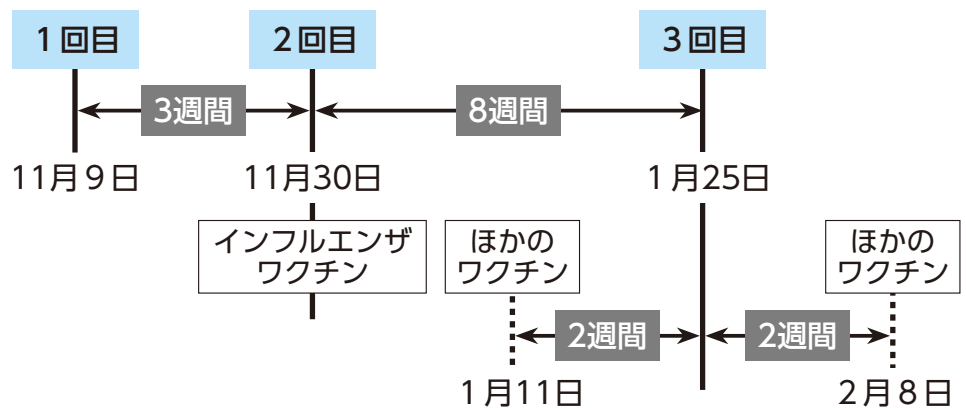 1回目
2回目
3回目
3週間
8週間
11月9日
11月30日
1月25日
インフルエンザ
ワクチン
ほかの
ワクチン
ほかの
ワクチン
2週間
2週間
1月11日
2月8日